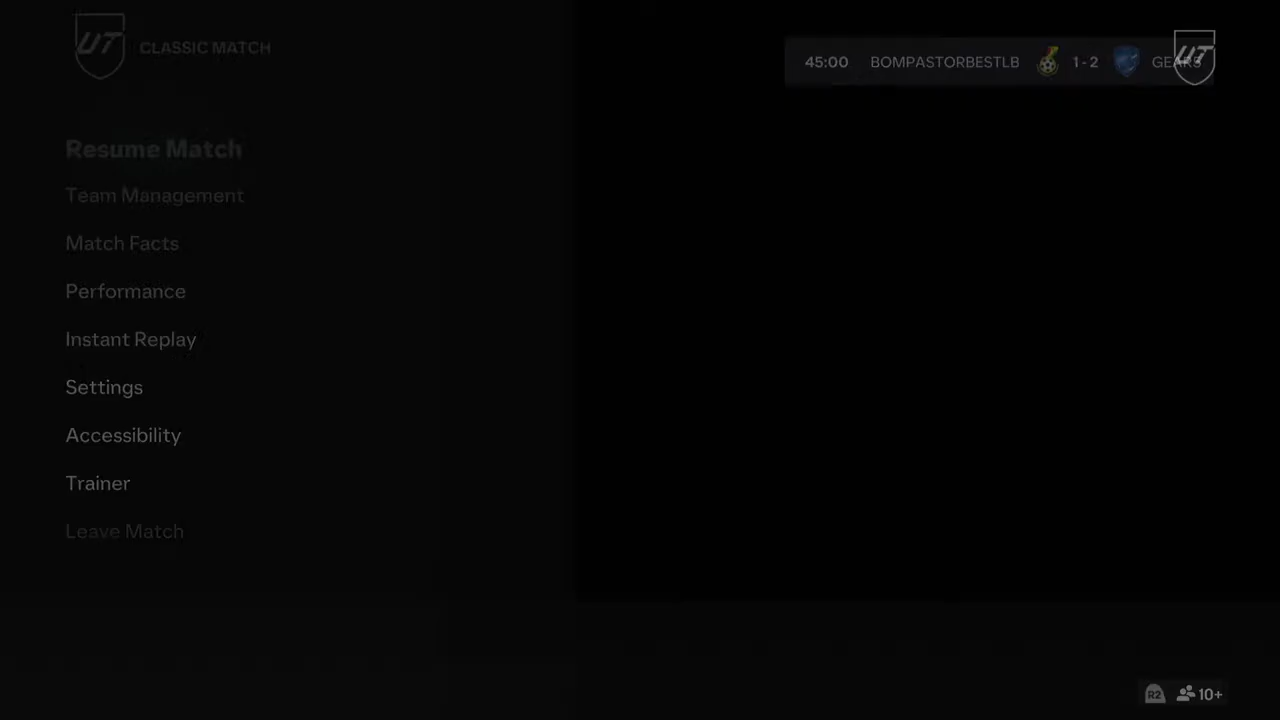 UT CLASSIC MATCH
45:00 BOMPASTORBESTLB 1 - 2 GEARS
UT
Resume Match
Team Management
Match Facts
Performance
Instant Replay
Settings
Accessibility
Trainer
Leave Match
R2 10+